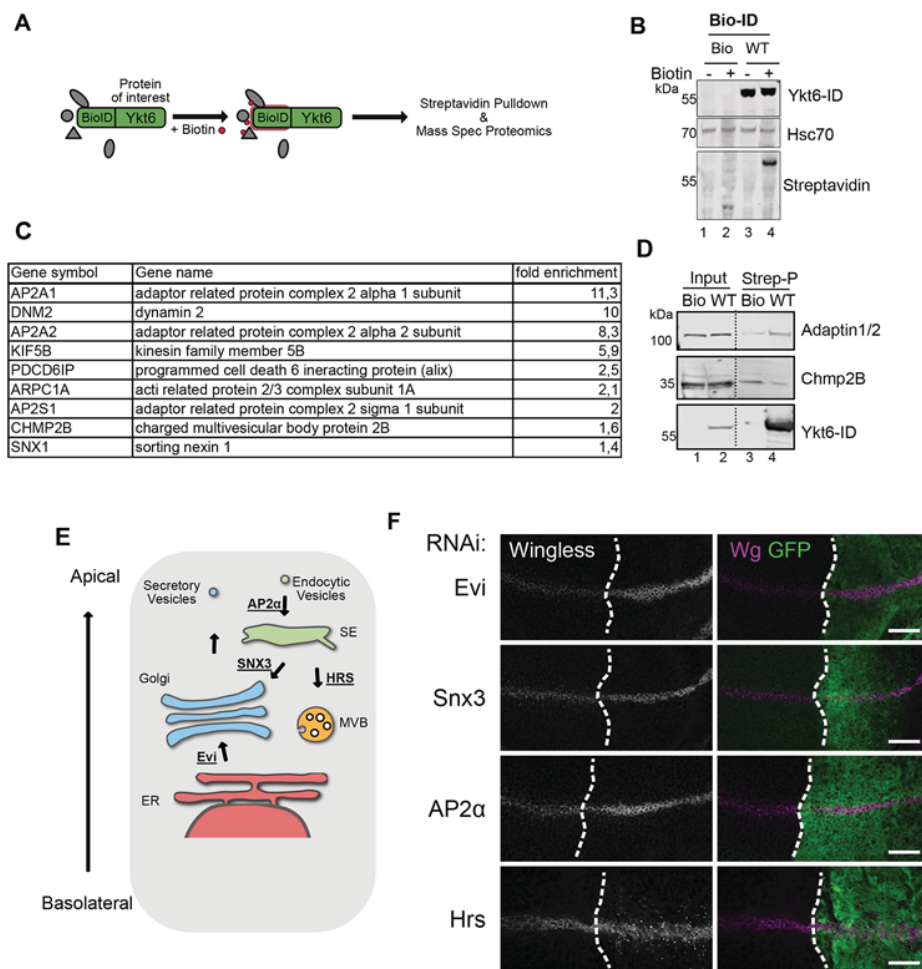 A
Protein
of interest
BioID
Ykt6
+ Biotin
BioID
Ykt6
Streptavidin Pulldown
&
Mass Spec Proteomics
B
Bio-ID
Bio WT
Biotin - + - +
kDa
55
Ykt6-ID
70
Hsc70
55
Streptavidin
1 2 3 4
C
Gene symbol Gene name fold enrichment
AP2A1 adaptor related protein complex 2 alpha 1 subunit 11,3
DNM2 dynamin 2 10
AP2A2 adaptor related protein complex 2 alpha 2 subunit 8,3
KIF5B kinesin family member 5B 5,9
PDCD6IP programmed cell death 6 ineracting protein (alix) 2,5
ARPC1A acti related protein 2/3 complex subunit 1A 2,1
AP2S1 adaptor related protein complex 2 sigma 1 subunit 2
CHMP2B charged multivesicular body protein 2B 1,6
SNX1 sorting nexin 1 1,4
D
Input Strep-P
Bio WT Bio WT
kDa
100
Adaptin1/2
35
Chmp2B
55
Ykt6-ID
1 2 3 4
E
Apical
Basolateral
Secretory
Vesicles
Endocytic
Vesicles
AP2α
SE
SNX3
HRS
Golgi
MVB
Evi
ER
F
RNAi:
Wingless
Wg GFP
Evi
Snx3
AP2α
Hrs